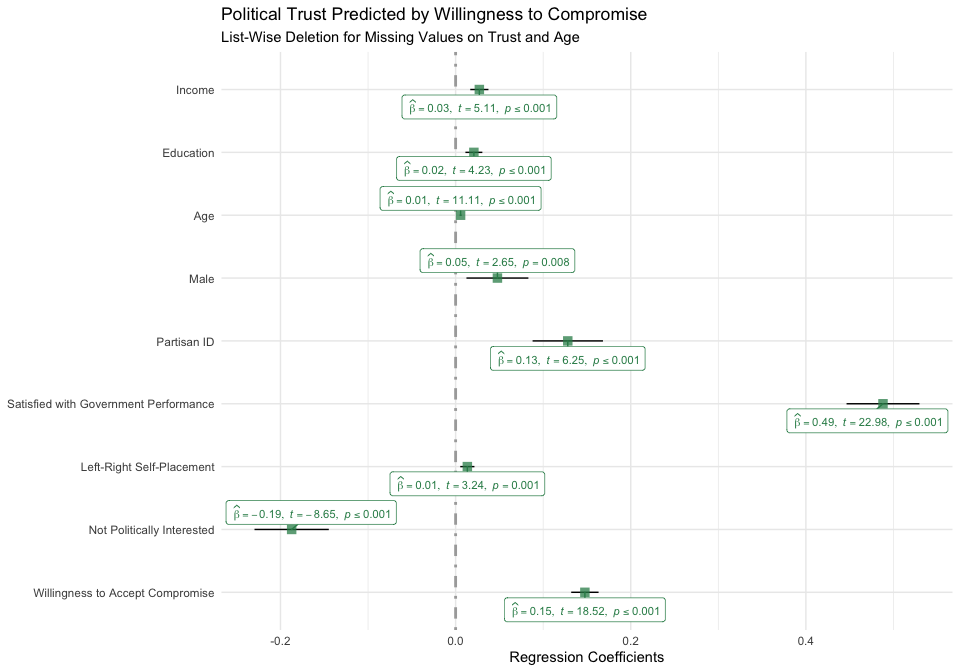 Political Trust Predicted by Willingness to Compromise
List-Wise Deletion for Missing Values on Trust and Age
Income
β̂ = 0.03, t = 5.11, p ≤ 0.001
Education
β̂ = 0.02, t = 4.23, p ≤ 0.001
β̂ = 0.01, t = 11.11, p ≤ 0.001
Age
β̂ = 0.05, t = 2.65, p = 0.008
Male
Partisan ID
β̂ = 0.13, t = 6.25, p ≤ 0.001
Satisfied with Government Performance
β̂ = 0.49, t = 22.98, p ≤ 0.001
Left-Right Self-Placement
β̂ = 0.01, t = 3.24, p = 0.001
β̂ = −0.19, t = −8.65, p ≤ 0.001
Not Politically Interested
Willingness to Accept Compromise
β̂ = 0.15, t = 18.52, p ≤ 0.001
-0.2 0.0 0.2 0.4
Regression Coefficients